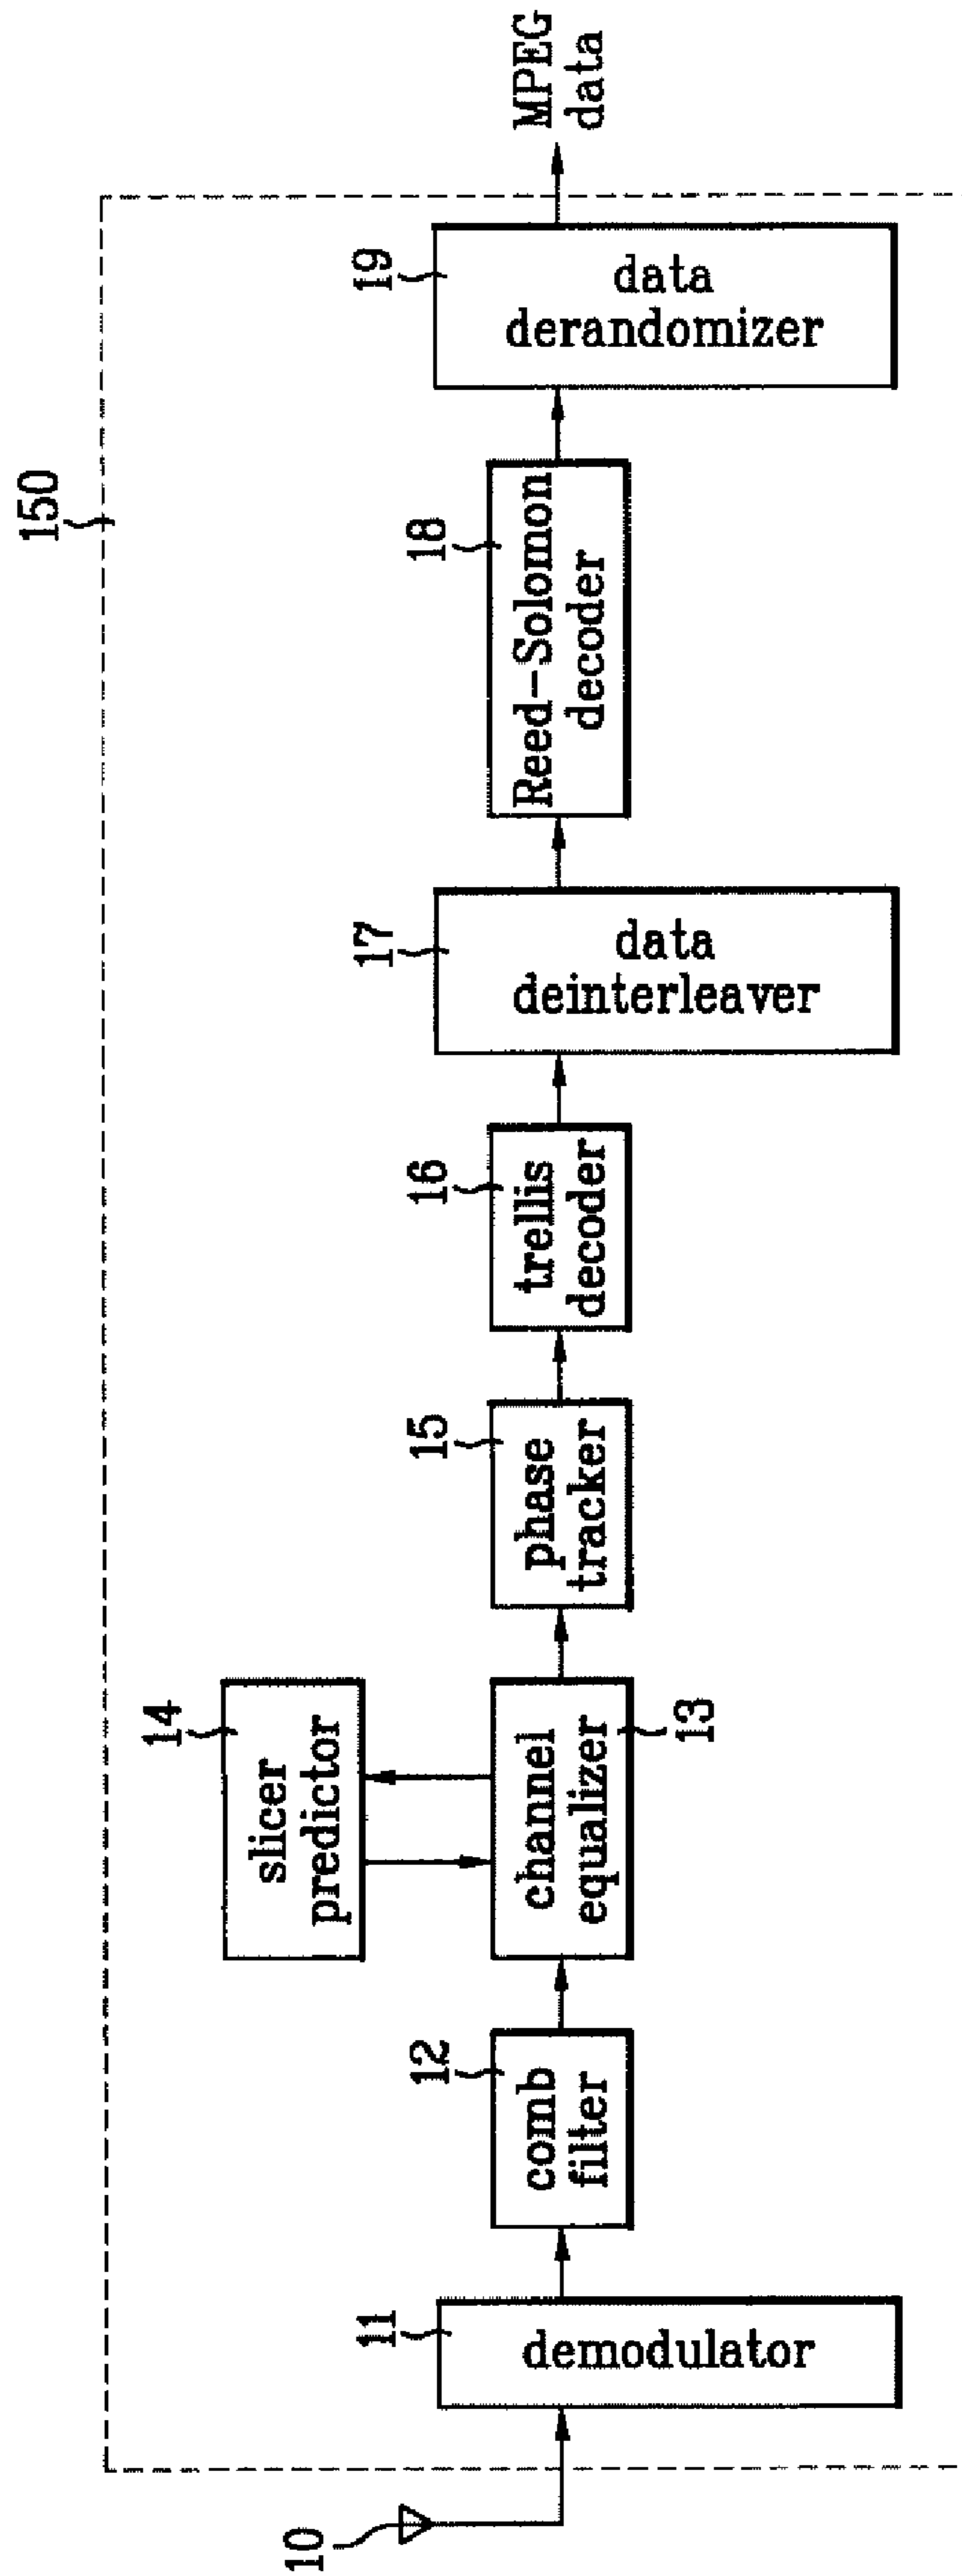 150
10
11
demodulator
12
comb
filter
14
slicer
predictor
channel
equalizer
13
15
phase
tracker
16
trellis
decoder
17
data
deinterleaver
18
Reed-Solomon
decoder
19
data
derandomizer
MPEG
data